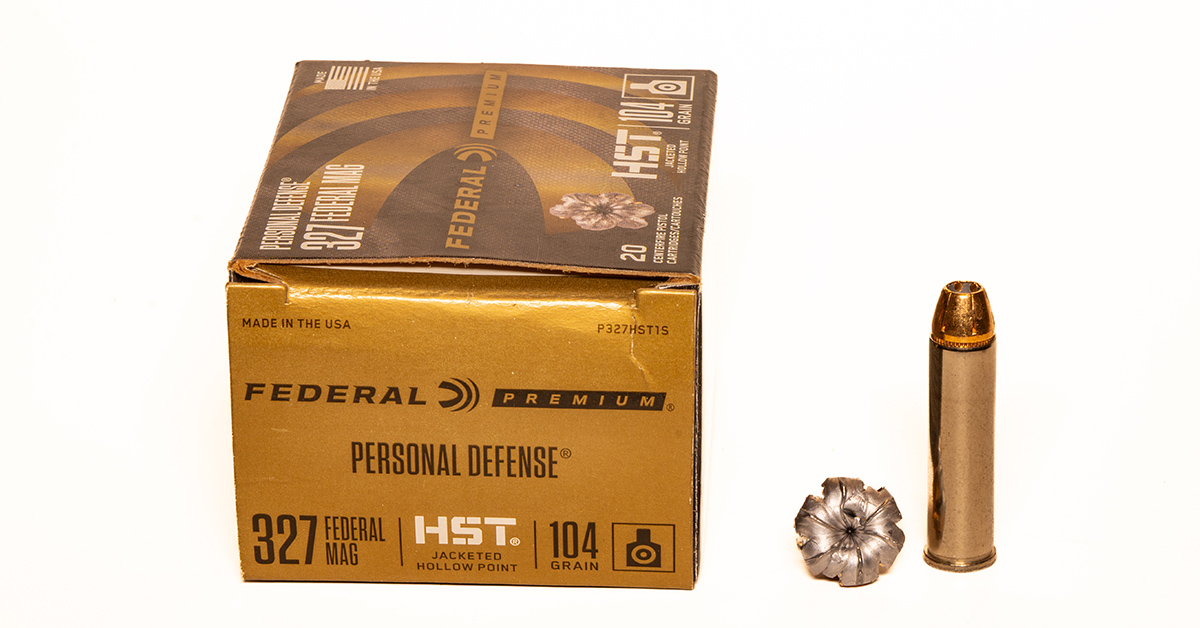 MADE
IN THE USA
PREMIUM
FEDERAL
PERSONAL DEFENSE®
327 FEDERAL MAG
HST®
JACKETED
HOLLOW POINT
104
GRAIN
20
CENTERFIRE PISTOL
CARTRIDGES/CARTOUCHES
MADE IN THE USA
P327HST1S
FEDERAL PREMIUM®
PERSONAL DEFENSE®
327 FEDERAL
MAG
HST®
JACKETED
HOLLOW POINT
104
GRAIN